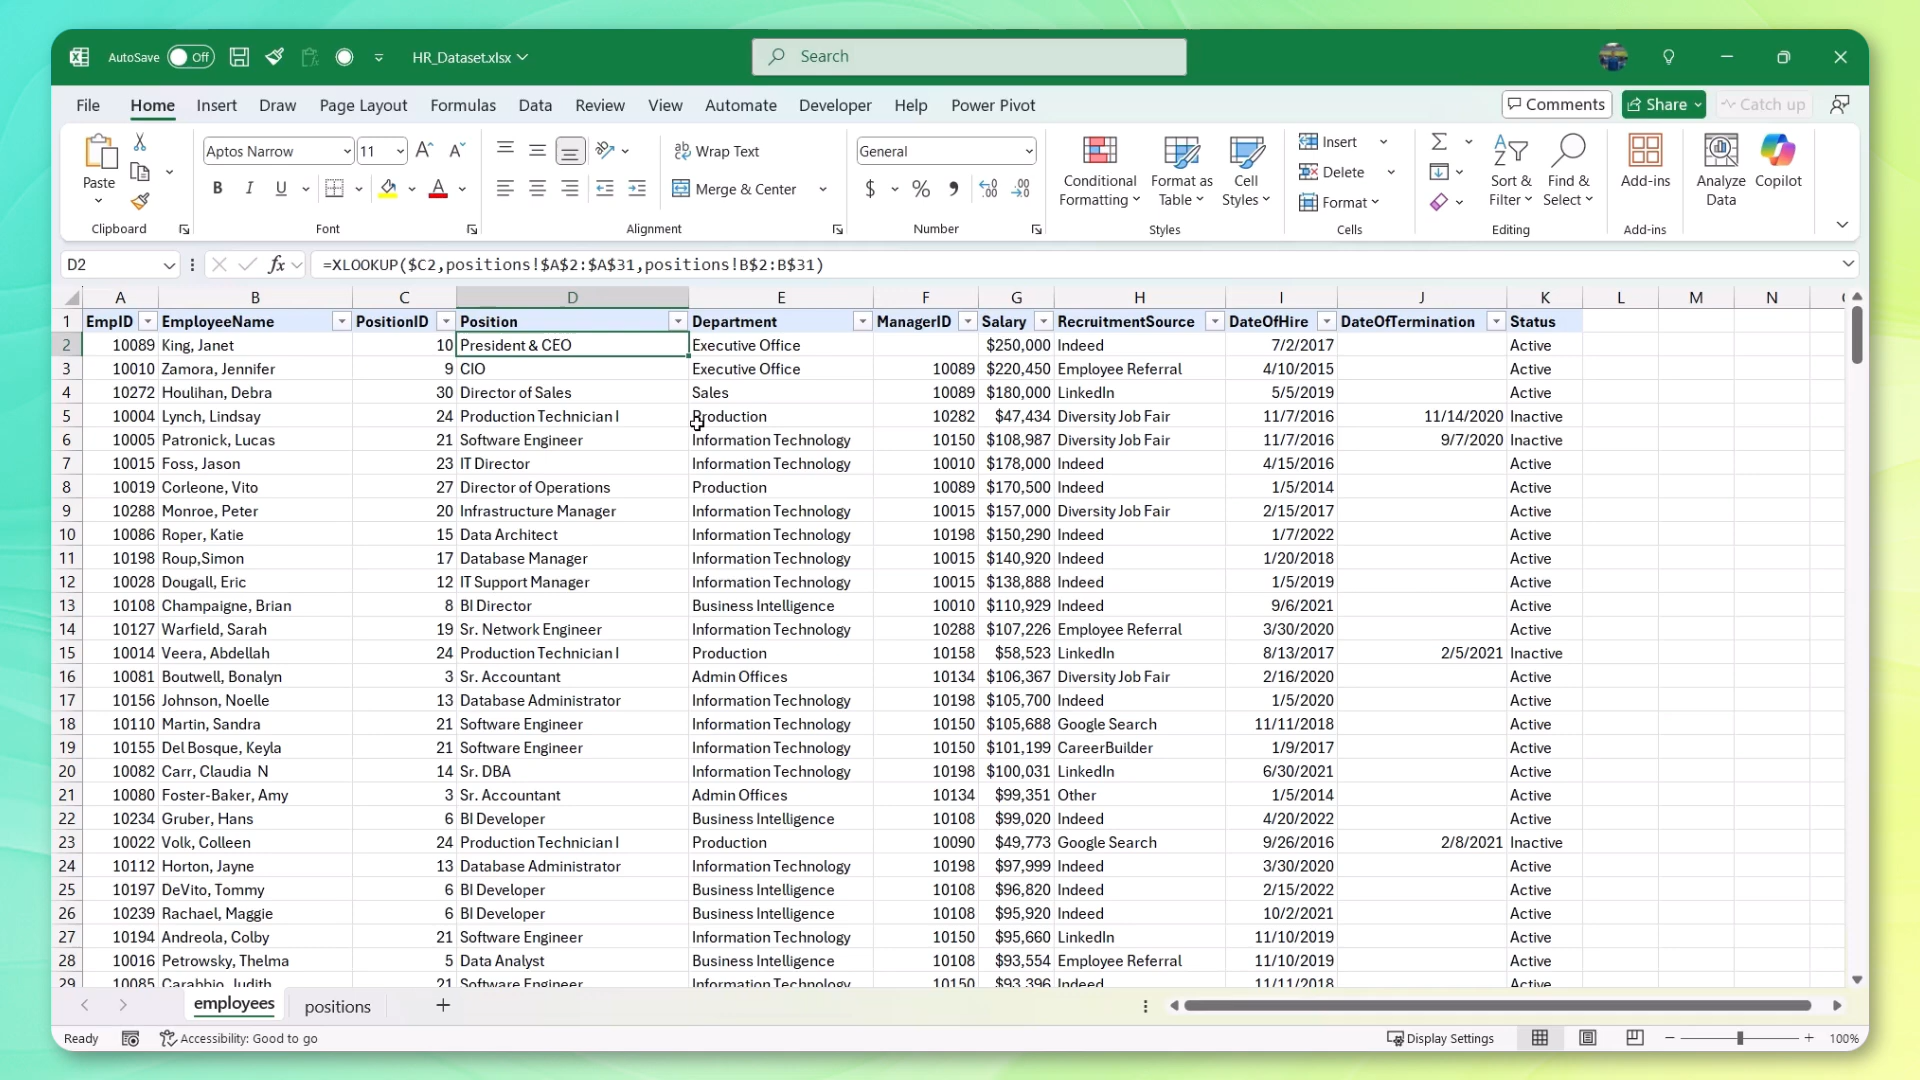 AutoSave Off HR_Dataset.xlsx Search
File Home Insert Draw Page Layout Formulas Data Review View Automate Developer Help Power Pivot Comments Share Catch up
Paste Aptos Narrow 11 Wrap Text General Conditional Formatting Format as Table Cell Styles Insert Sort & Filter Find & Select Add-ins Analyze Data Copilot
B I U Merge & Center $ % Delete
Format
Clipboard Font Alignment Number Styles Cells Editing Add-ins
D2 fx =XLOOKUP($C2,positions!$A$2:$A$31,positions!B$2:B$31)
A B C D E F G H I J K L M N
1 EmpID EmployeeName PositionID Position Department ManagerID Salary RecruitmentSource DateOfHire DateOfTermination Status
2 10089 King, Janet 10 President & CEO Executive Office $250,000 Indeed 7/2/2017 Active
3 10010 Zamora, Jennifer 9 CIO Executive Office 10089 $220,450 Employee Referral 4/10/2015 Active
4 10272 Houlihan, Debra 30 Director of Sales Sales 10089 $180,000 LinkedIn 5/5/2019 Active
5 10004 Lynch, Lindsay 24 Production Technician I Production 10282 $47,434 Diversity Job Fair 11/7/2016 11/14/2020 Inactive
6 10005 Patronick, Lucas 21 Software Engineer Information Technology 10150 $108,987 Diversity Job Fair 11/7/2016 9/7/2020 Inactive
7 10015 Foss, Jason 23 IT Director Information Technology 10010 $178,000 Indeed 4/15/2016 Active
8 10019 Corleone, Vito 27 Director of Operations Production 10089 $170,500 Indeed 1/5/2014 Active
9 10288 Monroe, Peter 20 Infrastructure Manager Information Technology 10015 $157,000 Diversity Job Fair 2/15/2017 Active
10 10086 Roper, Katie 15 Data Architect Information Technology 10198 $150,290 Indeed 1/7/2022 Active
11 10198 Roup,Simon 17 Database Manager Information Technology 10015 $140,920 Indeed 1/20/2018 Active
12 10028 Dougall, Eric 12 IT Support Manager Information Technology 10015 $138,888 Indeed 1/5/2019 Active
13 10108 Champaigne, Brian 8 BI Director Business Intelligence 10010 $110,929 Indeed 9/6/2021 Active
14 10127 Warfield, Sarah 19 Sr. Network Engineer Information Technology 10288 $107,226 Employee Referral 3/30/2020 Active
15 10014 Veera, Abdellah 24 Production Technician I Production 10158 $58,523 LinkedIn 8/13/2017 2/5/2021 Inactive
16 10081 Boutwell, Bonalyn 3 Sr. Accountant Admin Offices 10134 $106,367 Diversity Job Fair 2/16/2020 Active
17 10156 Johnson, Noelle 13 Database Administrator Information Technology 10198 $105,700 Indeed 1/5/2020 Active
18 10110 Martin, Sandra 21 Software Engineer Information Technology 10150 $105,688 Google Search 11/11/2018 Active
19 10155 Del Bosque, Keyla 21 Software Engineer Information Technology 10150 $101,199 CareerBuilder 1/9/2017 Active
20 10082 Carr, Claudia N 14 Sr. DBA Information Technology 10198 $100,031 LinkedIn 6/30/2021 Active
21 10080 Foster-Baker, Amy 3 Sr. Accountant Admin Offices 10134 $99,351 Other 1/5/2014 Active
22 10234 Gruber, Hans 6 BI Developer Business Intelligence 10108 $99,020 Indeed 4/20/2022 Active
23 10022 Volk, Colleen 24 Production Technician I Production 10090 $49,773 Google Search 9/26/2016 2/8/2021 Inactive
24 10112 Horton, Jayne 13 Database Administrator Information Technology 10198 $97,999 Indeed 3/30/2020 Active
25 10197 DeVito, Tommy 6 BI Developer Business Intelligence 10108 $96,820 Indeed 2/15/2022 Active
26 10239 Rachael, Maggie 6 BI Developer Business Intelligence 10108 $95,920 Indeed 10/2/2021 Active
27 10194 Andreola, Colby 21 Software Engineer Information Technology 10150 $95,660 LinkedIn 11/10/2019 Active
28 10016 Petrowsky, Thelma 5 Data Analyst Business Intelligence 10108 $93,554 Employee Referral 11/10/2019 Active
29 10085 Carabbio, Judith 21 Software Engineer Information Technology 10150 $93,396 Indeed 11/11/2018 Active
employees positions
Ready Accessibility: Good to go Display Settings 100%